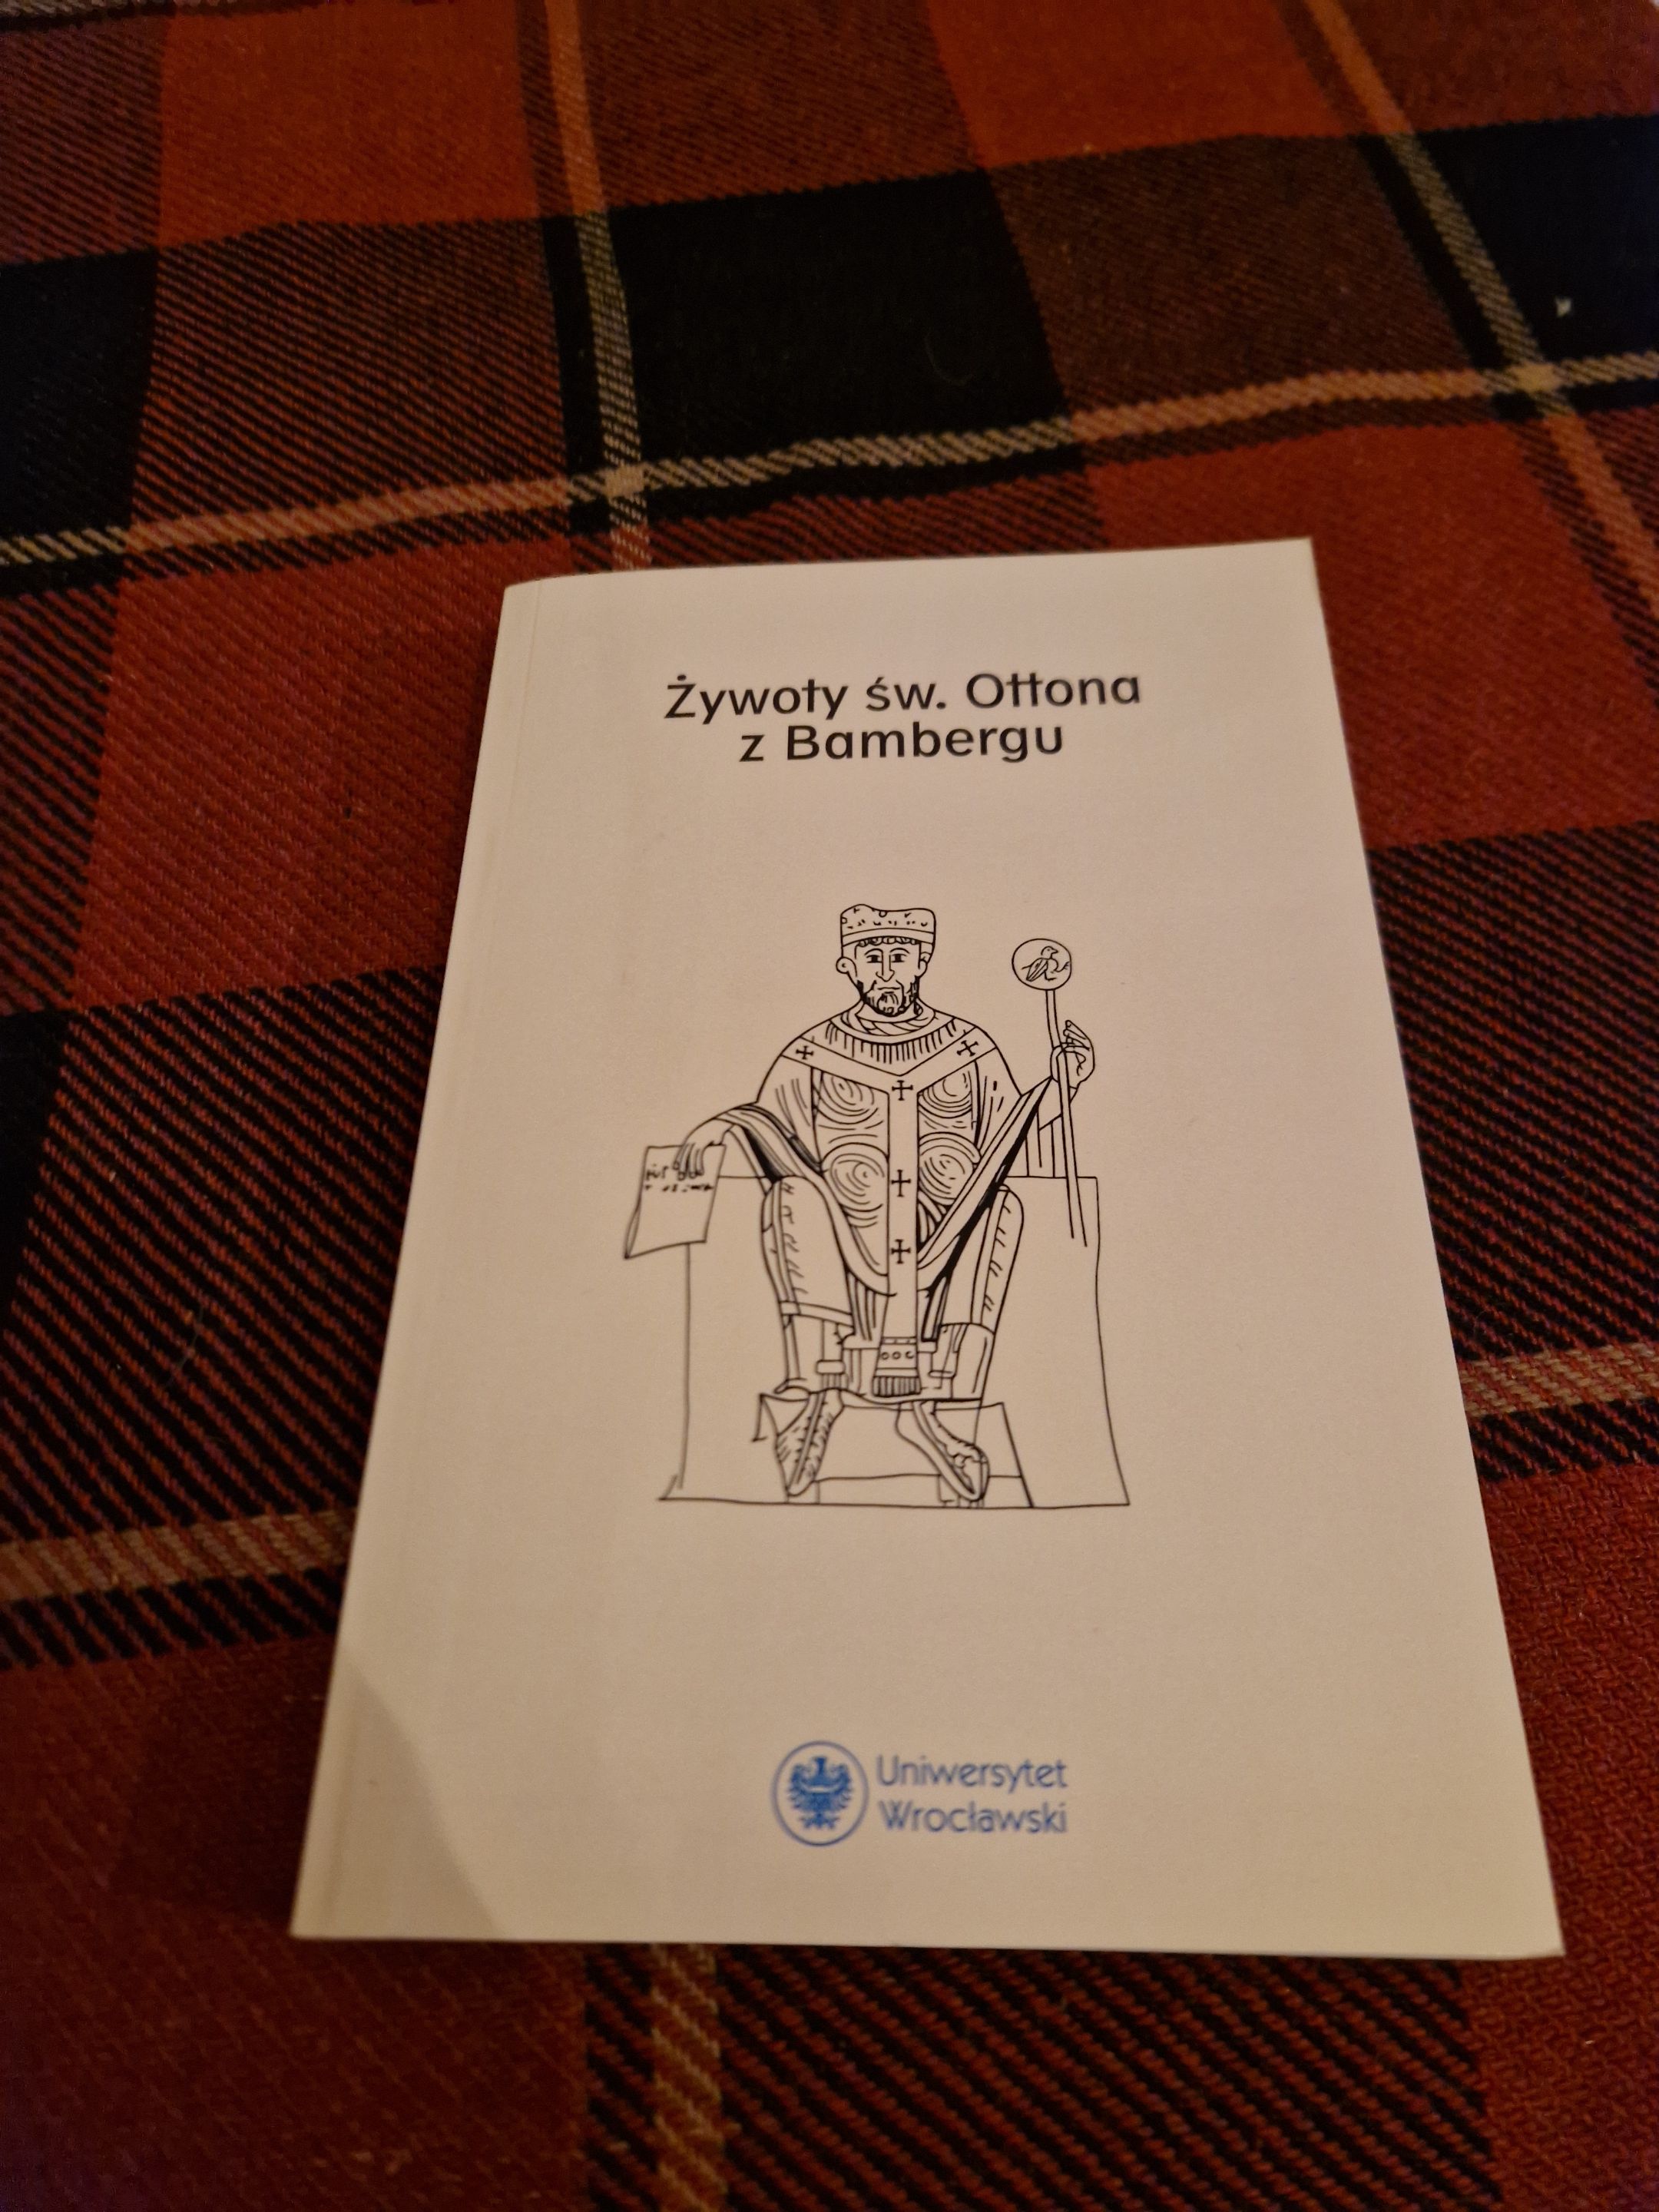 Żywoty św. Ottona
z Bambergu
Uniwersytet
Wrocławski